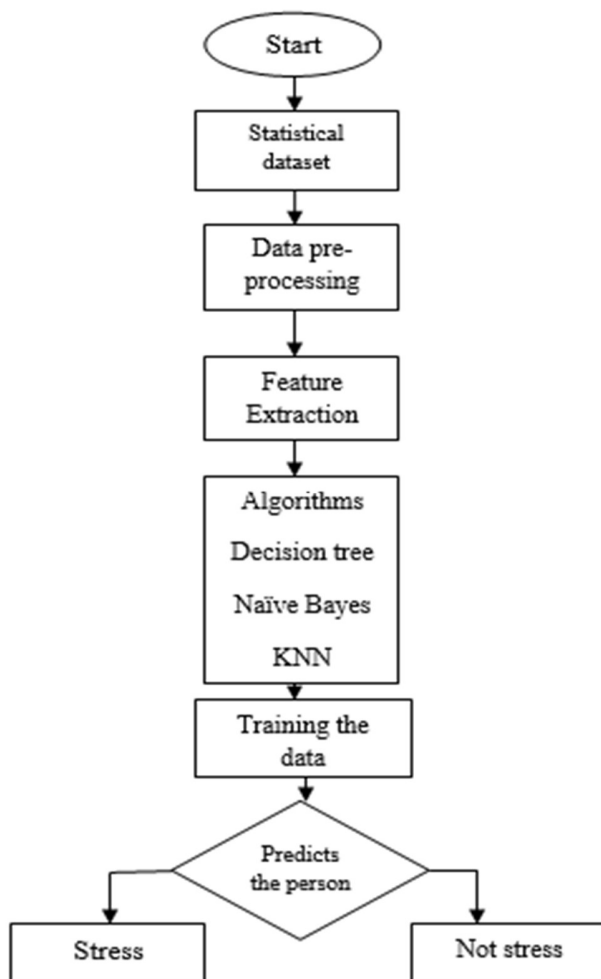 Start
Statistical
dataset
Data pre-
processing
Feature
Extraction
Algorithms
Decision tree
Naïve Bayes
KNN
Training the
data
Predicts
the person
Stress
Not stress